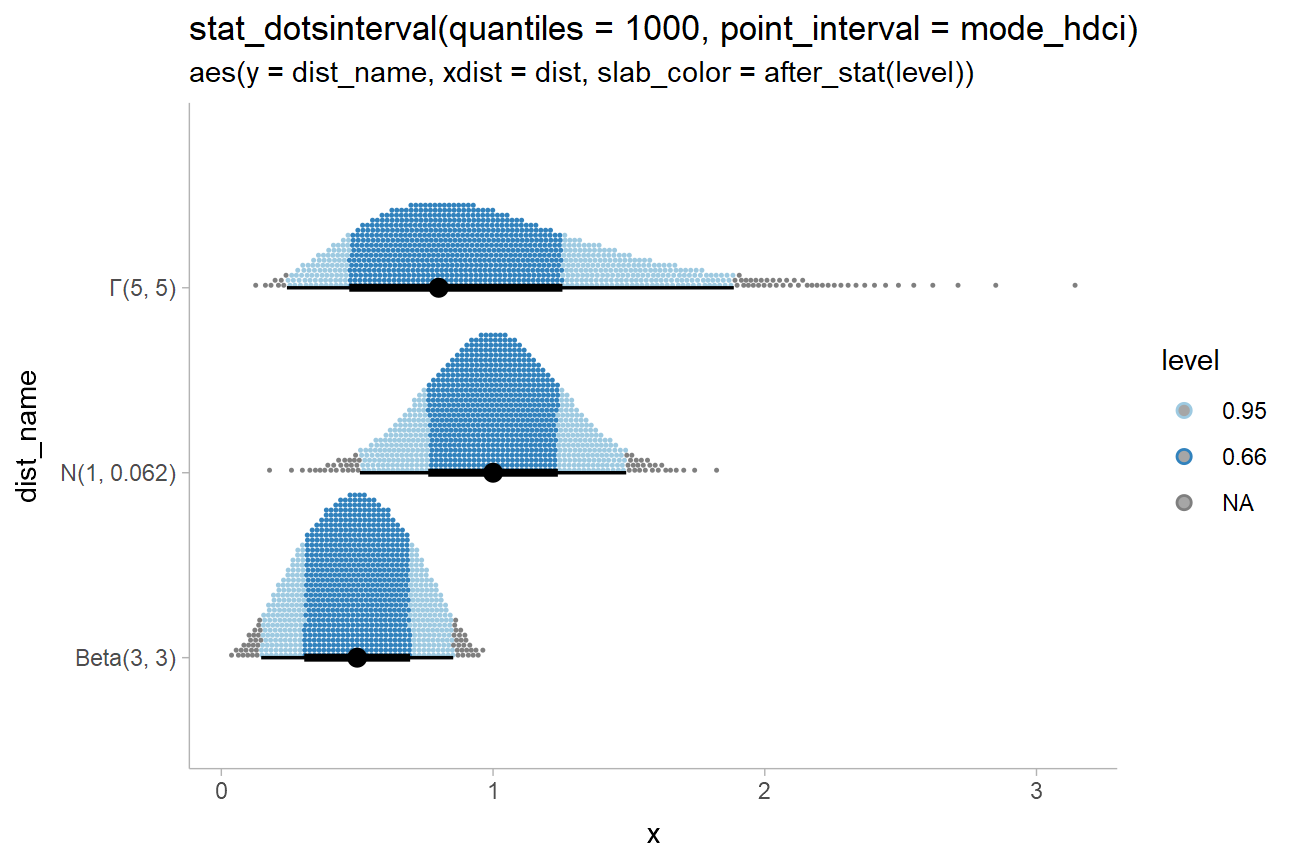 stat_dotsinterval(quantiles = 1000, point_interval = mode_hdci)
aes(y = dist_name, xdist = dist, slab_color = after_stat(level))
dist_name
Γ(5, 5)
N(1, 0.062)
Beta(3, 3)
0 1 2 3
x
level
0.95
0.66
NA